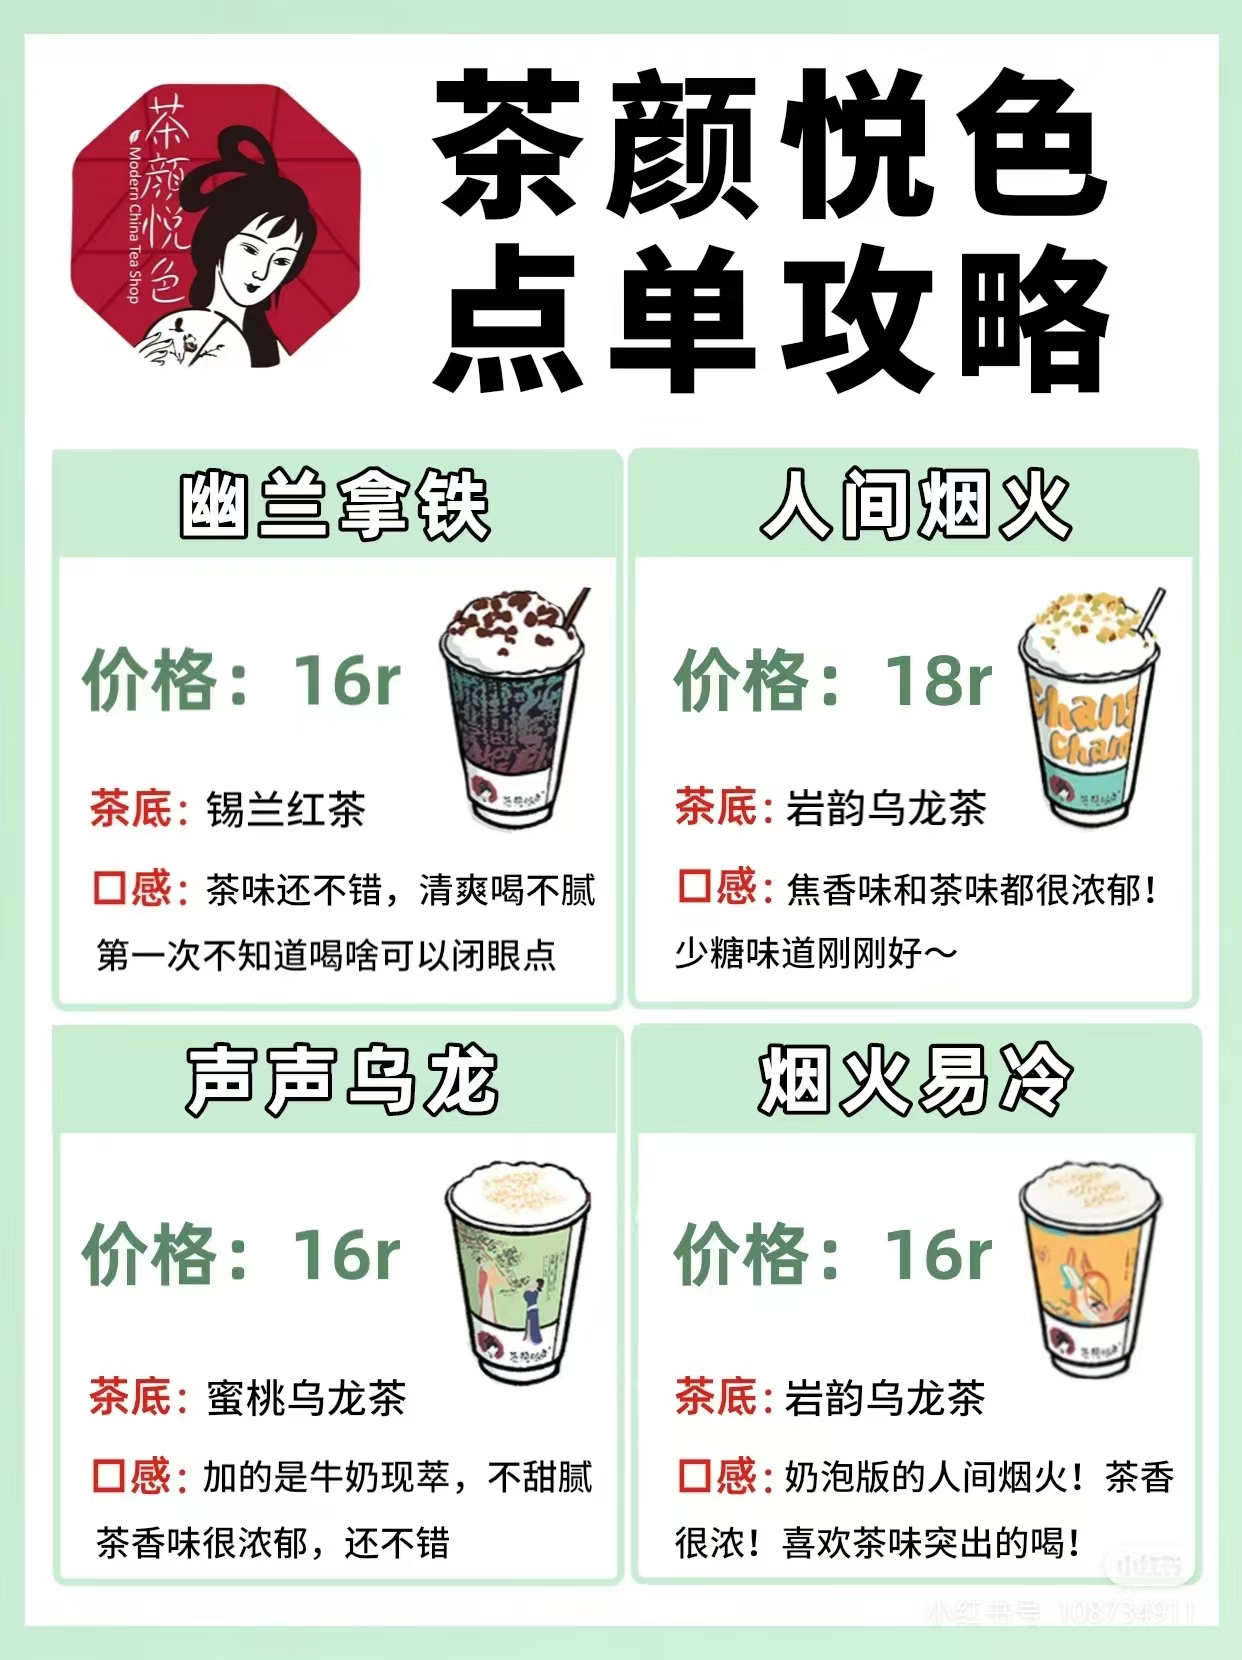 茶颜悦色
Modern China Tea Shop
茶颜悦色
点单攻略
幽兰拿铁
价格：16r
茶底：锡兰红茶
口感：茶味还不错，清爽喝不腻
第一次不知道喝啥可以闭眼点
人间烟火
价格：18r
茶底：岩韵乌龙茶
口感：焦香味和茶味都很浓郁！
少糖味道刚刚好～
声声乌龙
价格：16r
茶底：蜜桃乌龙茶
口感：加的是牛奶现萃，不甜腻
茶香味很浓郁，还不错
烟火易冷
价格：16r
茶底：岩韵乌龙茶
口感：奶泡版的人间烟火！茶香
很浓！喜欢茶味突出的喝！
小红书
小红书号：108734911